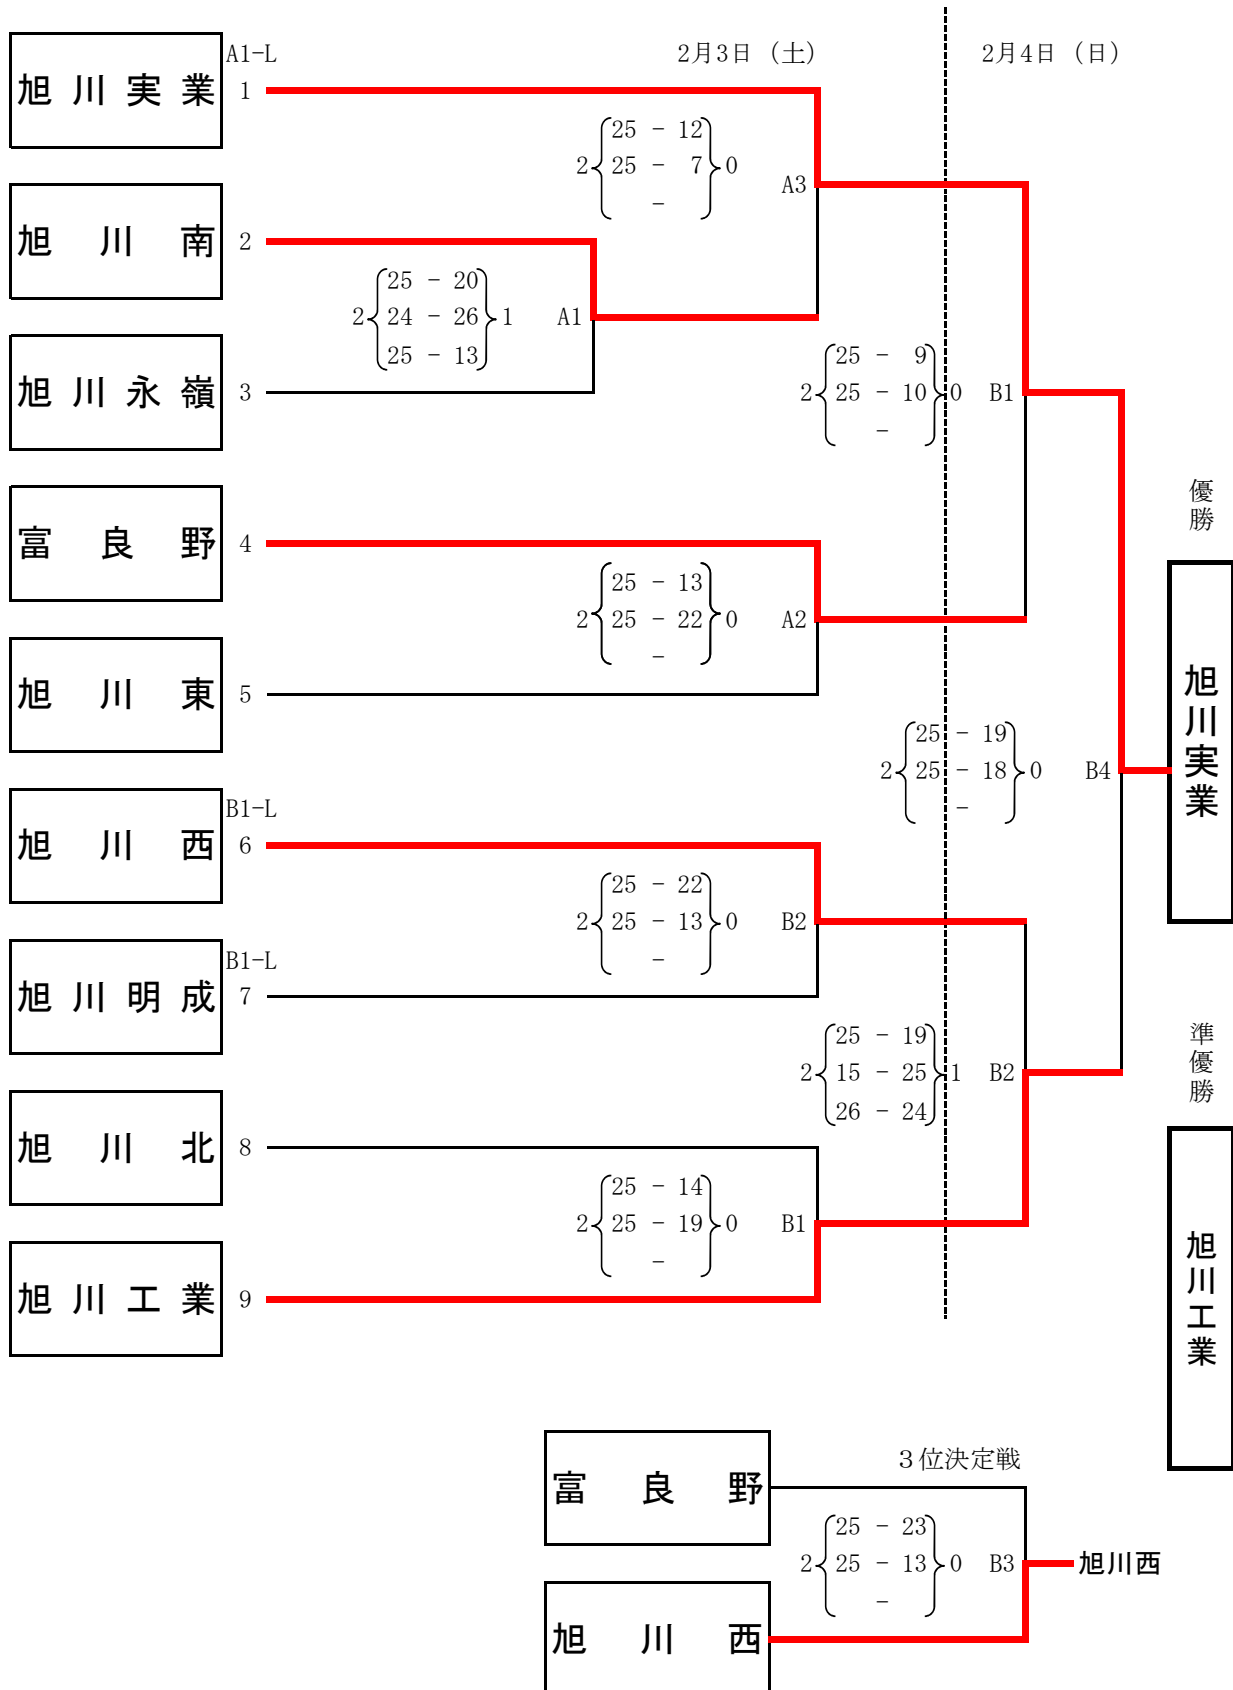 2月3日（土）
2月4日（日）
A1-L
旭川実業 1
25 - 12
2 25 - 7 0
-
A3
旭川南 2
25 - 20
2 24 - 26 1
25 - 13
A1
旭川永嶺 3
25 - 9
2 25 - 10 0
-
B1
富良野 4
25 - 13
2 25 - 22 0
-
A2
旭川東 5
25 - 19
2 25 - 18 0
-
B4
優勝
旭川実業
B1-L
旭川西 6
25 - 22
2 25 - 13 0
-
B2
B1-L
旭川明成 7
25 - 19
2 15 - 25 1
26 - 24
B2
旭川北 8
25 - 14
2 25 - 19 0
-
B1
旭川工業 9
準優勝
旭川工業
３位決定戦
富良野
25 - 23
2 25 - 13 0
-
B3
旭川西
旭川西